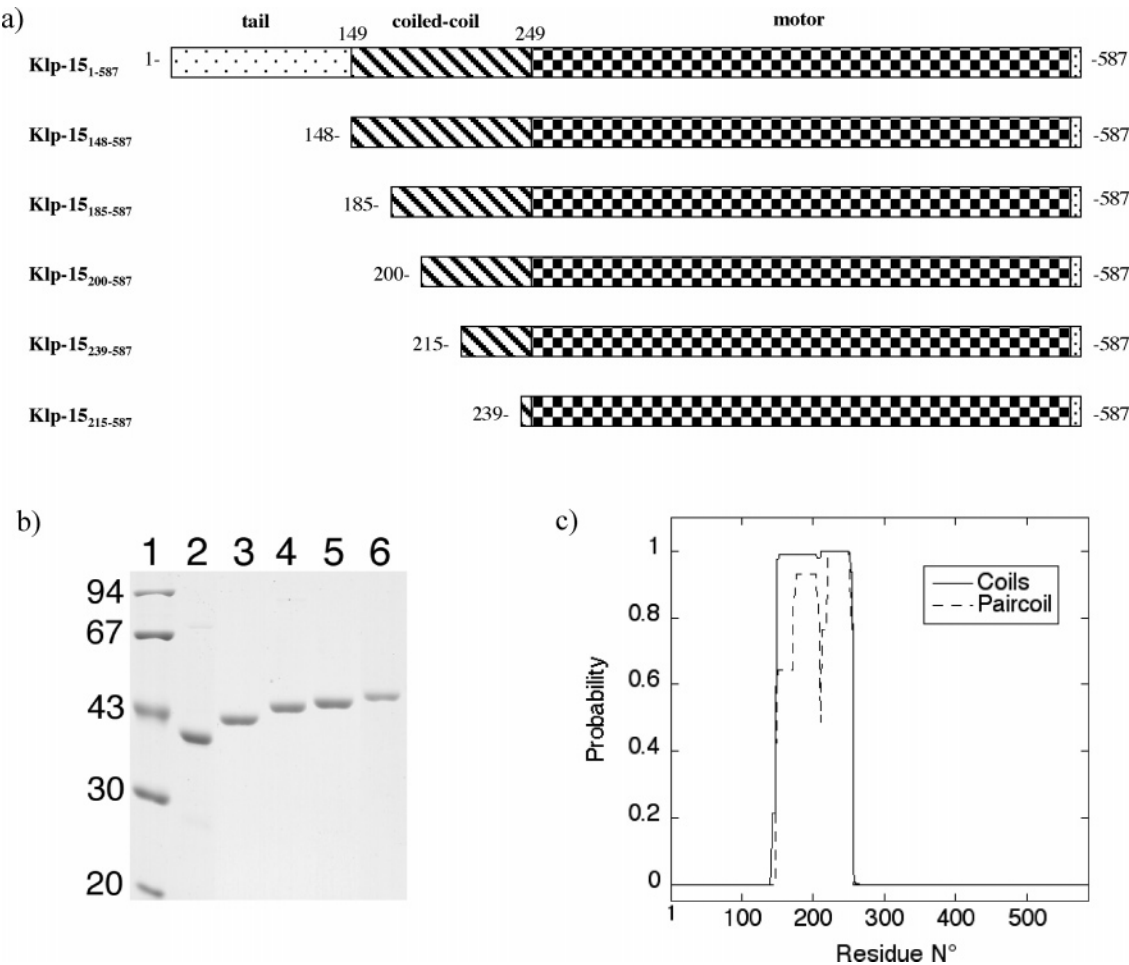 a)
tail coiled-coil motor
149 249
Klp-15₁₋₅₈₇ 1- -587
Klp-15₁₄₈₋₅₈₇ 148- -587
Klp-15₁₈₅₋₅₈₇ 185- -587
Klp-15₂₀₀₋₅₈₇ 200- -587
Klp-15₂₃₉₋₅₈₇ 215- -587
Klp-15₂₁₅₋₅₈₇ 239- -587
b)
1 2 3 4 5 6
94
67
43
30
20
c)
1
0.8
0.6
0.4
0.2
0
Probability
Coils
Paircoil
1 100 200 300 400 500
Residue N°